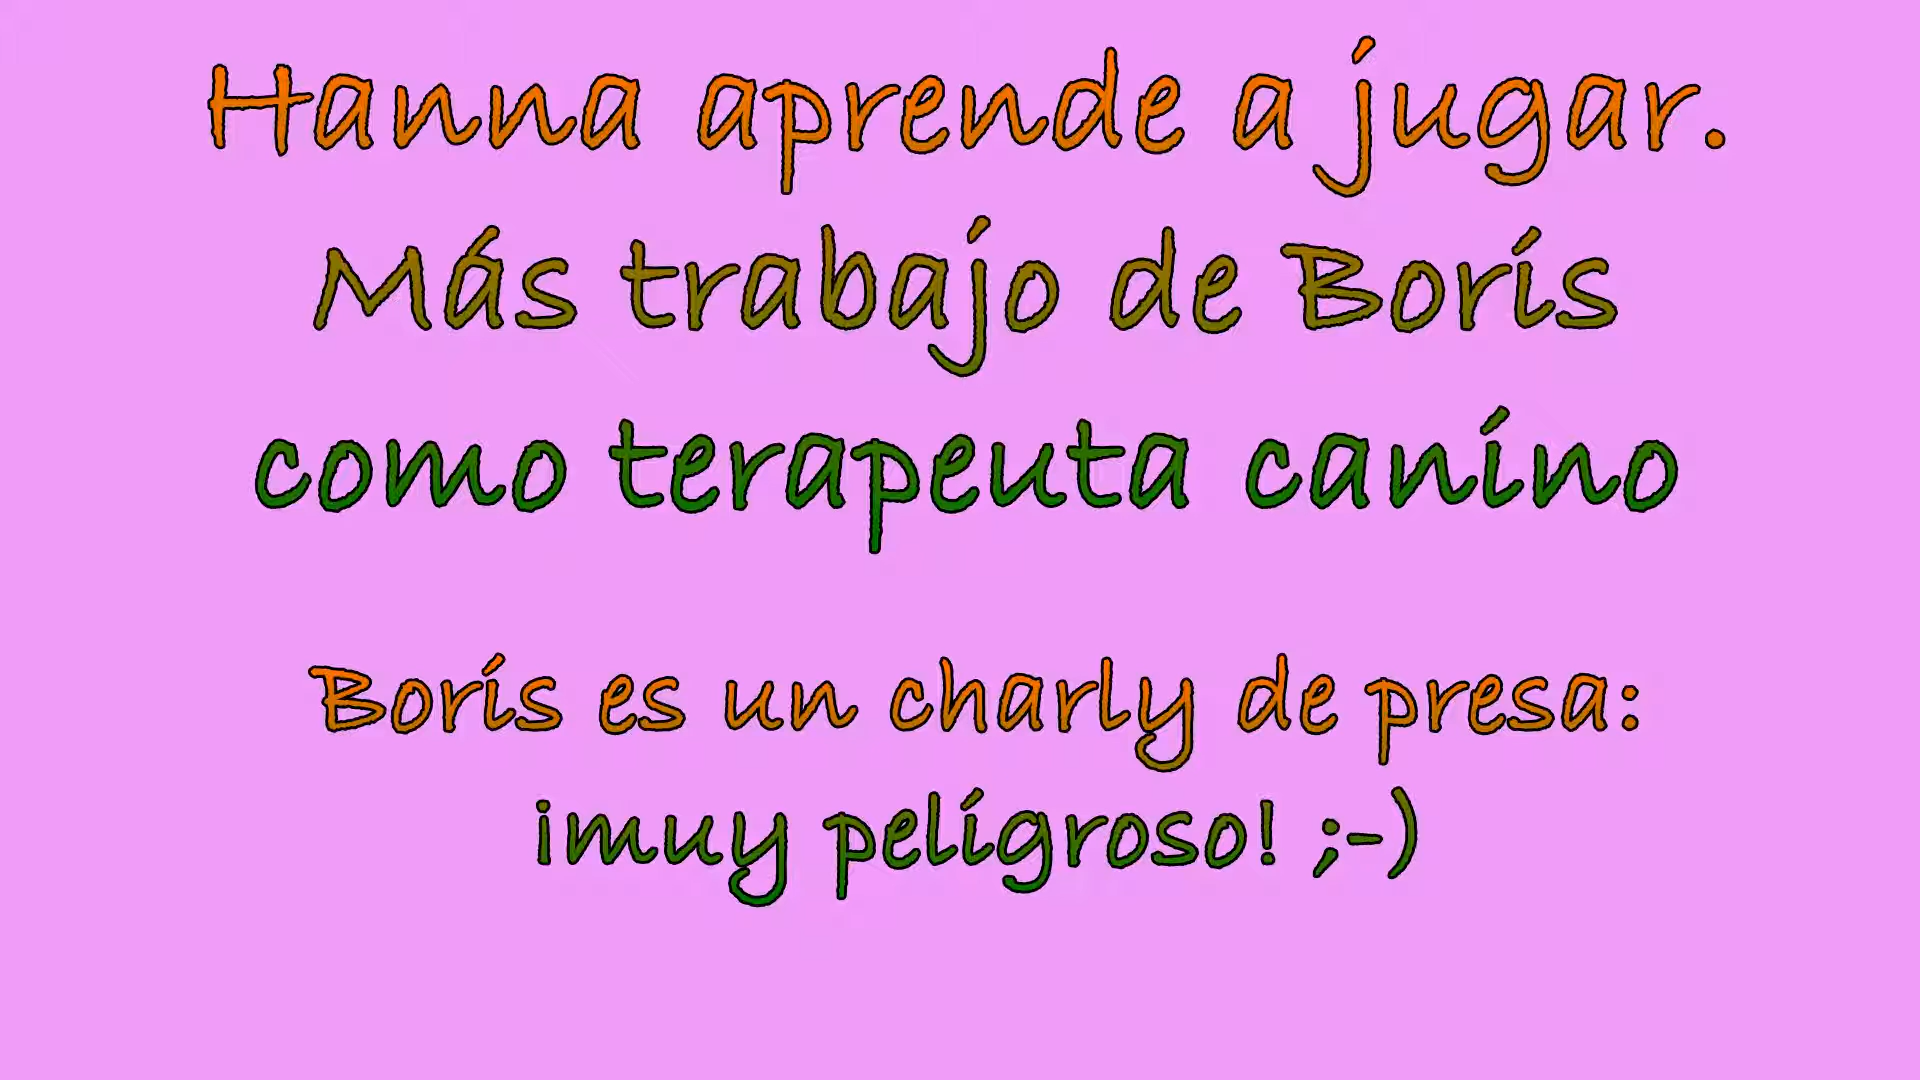 Hanna aprende a jugar.
Más trabajo de Boris
como terapeuta canino
Boris es un charly de presa:
¡muy peligroso! ;-)